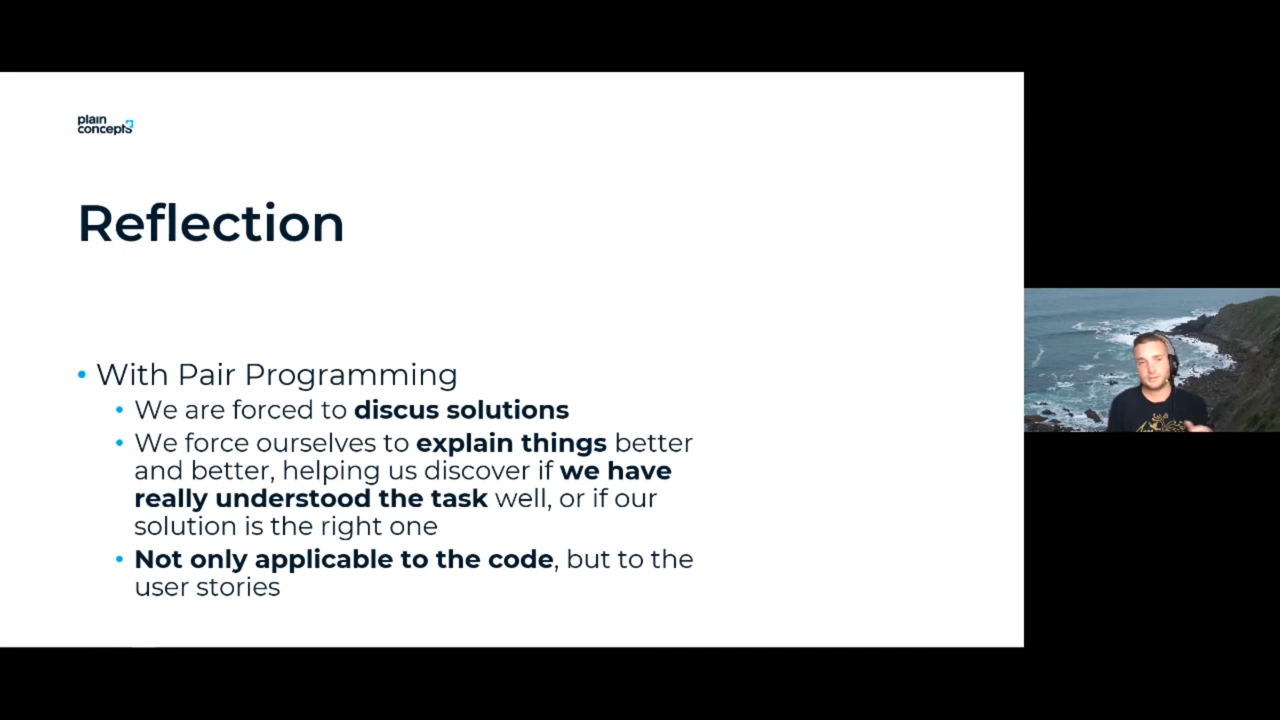 plain
concepts
Reflection
• With Pair Programming
• We are forced to discus solutions
• We force ourselves to explain things better
and better, helping us discover if we have
really understood the task well, or if our
solution is the right one
• Not only applicable to the code, but to the
user stories